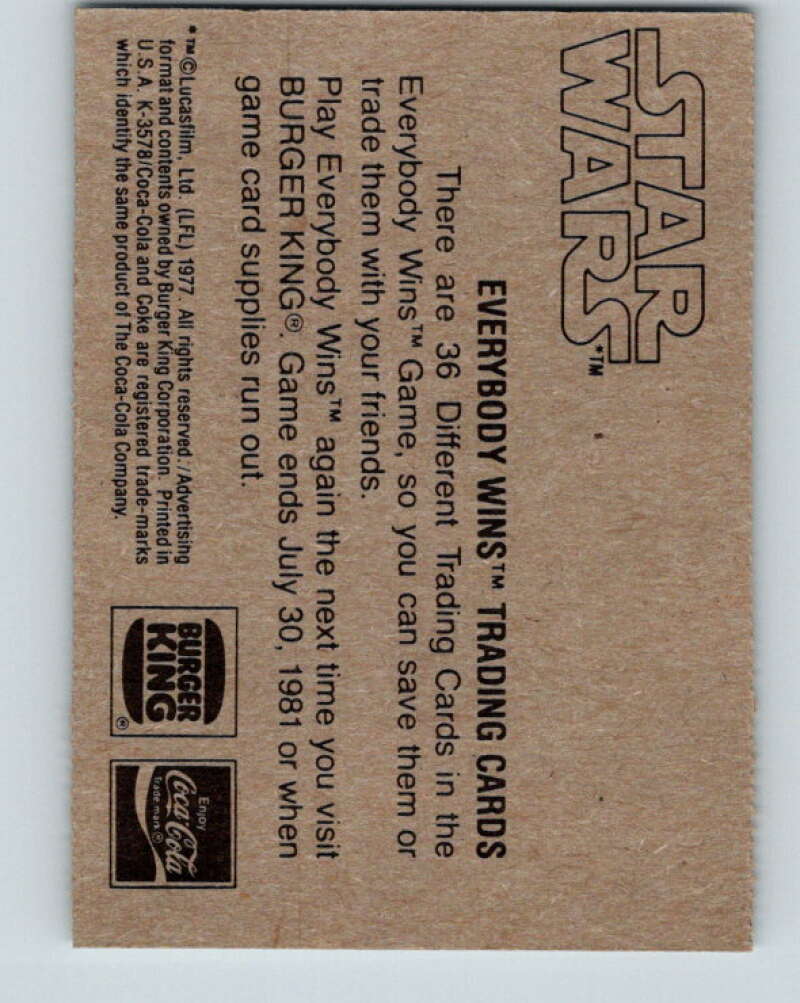 STAR
WARS*™
EVERYBODY WINS™ TRADING CARDS
There are 36 Different Trading Cards in the
Everybody Wins™ Game, so you can save them or
trade them with your friends.
Play Everybody Wins™ again the next time you visit
BURGER KING®. Game ends July 30, 1981 or when
game card supplies run out.
*™©Lucasfilm, Ltd. (LFL) 1977. All rights reserved./Advertising
format and contents owned by Burger King Corporation. Printed in
U.S.A. K-3578/Coca-Cola and Coke are registered trade-marks
which identify the same product of The Coca-Cola Company.
BURGER
KING®
Enjoy
Coca-Cola
Trade mark®